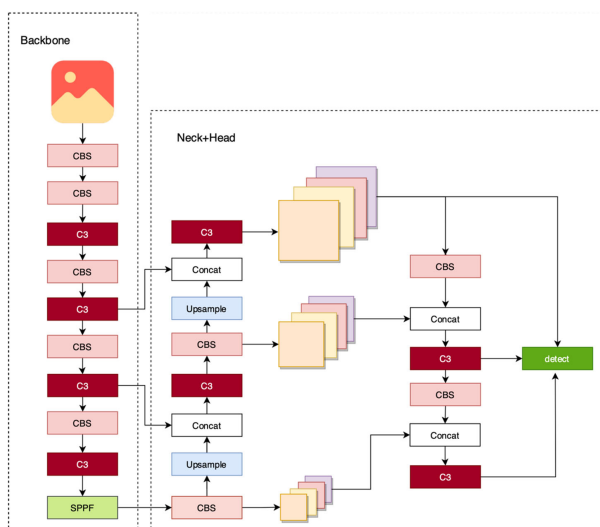 Backbone
CBS
CBS
C3
CBS
C3
CBS
C3
CBS
C3
SPPF
Neck+Head
C3
Concat
Upsample
CBS
C3
Concat
Upsample
CBS
CBS
Concat
C3
CBS
Concat
C3
detect